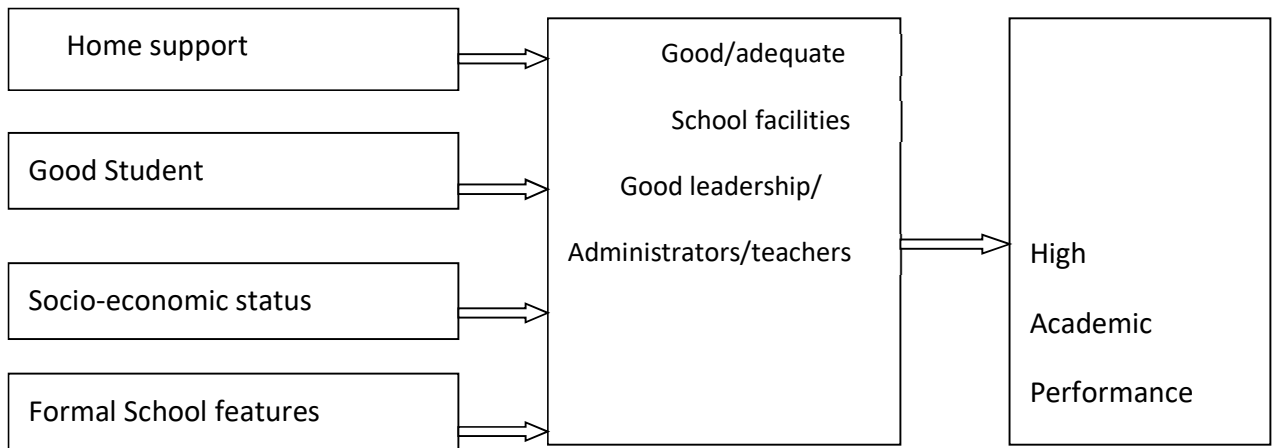 Home support
Good Student
Socio-economic status
Formal School features
Good/adequate
School facilities
Good leadership/
Administrators/teachers
High
Academic
Performance